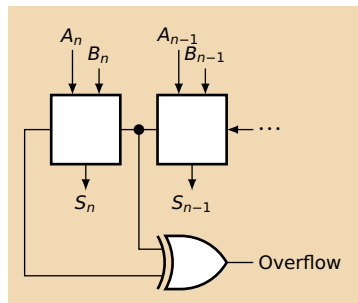 Aₙ
Bₙ
Aₙ₋₁
Bₙ₋₁
...
Sₙ
Sₙ₋₁
Overflow